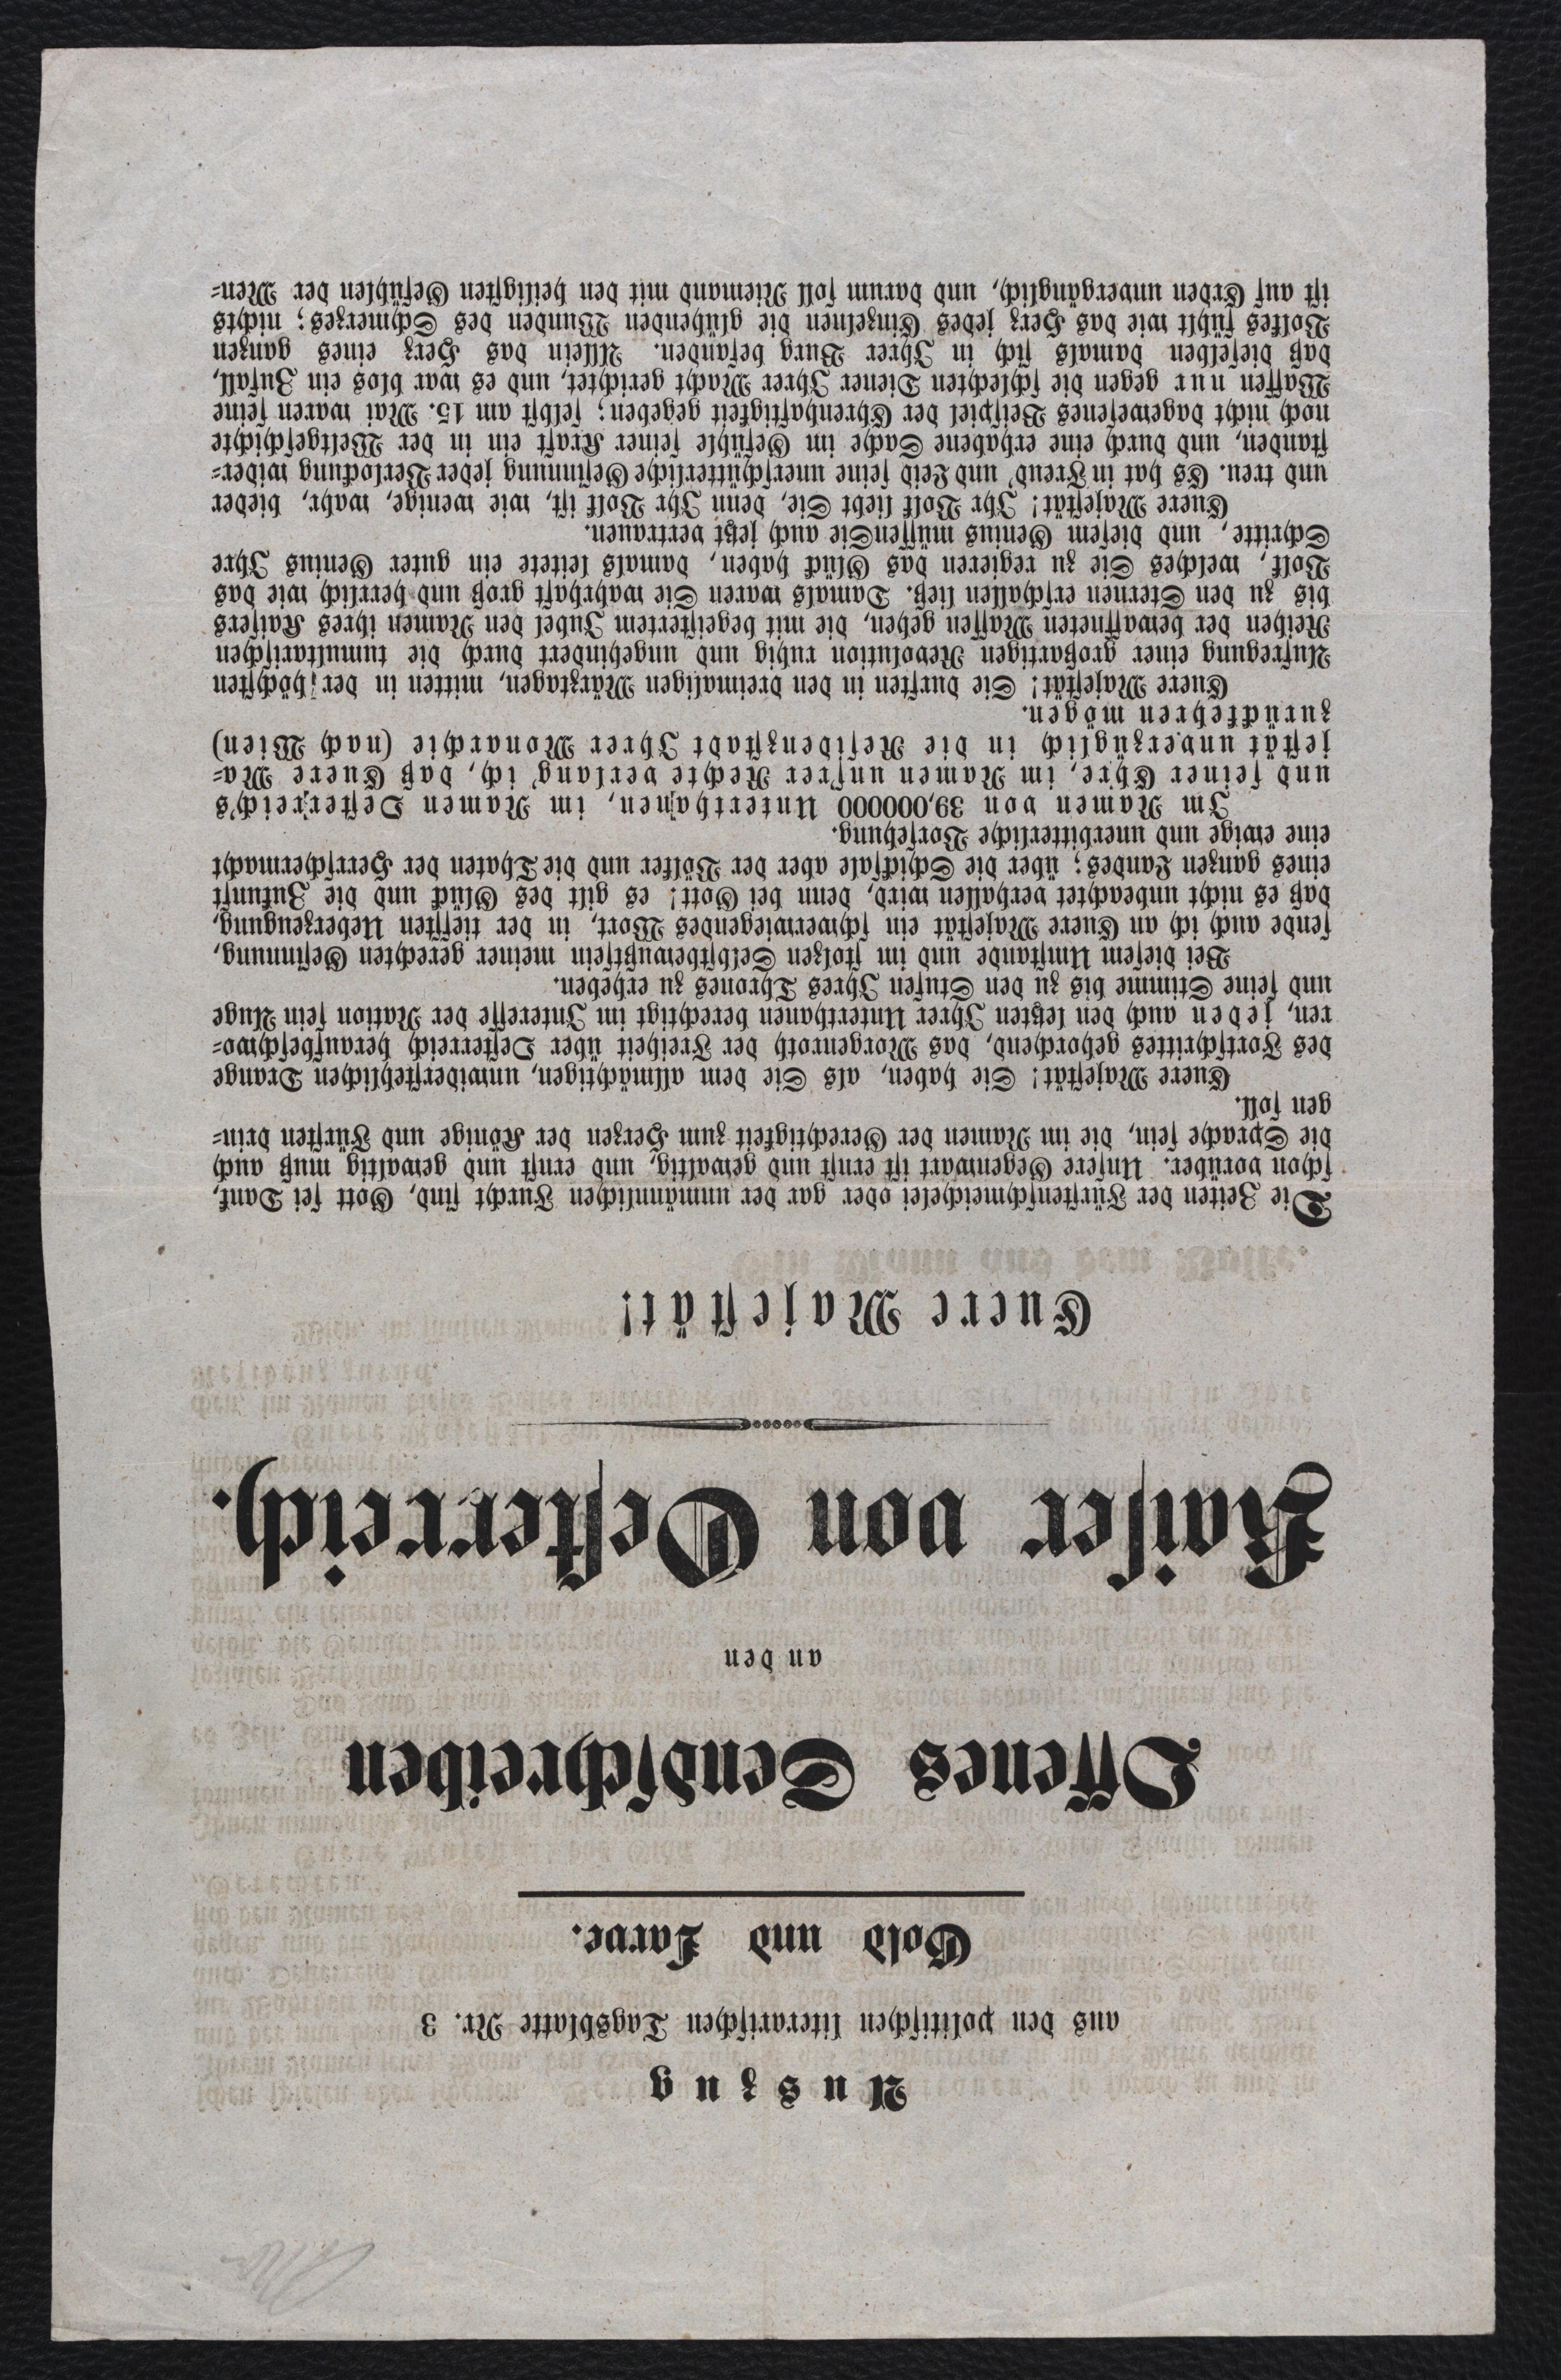 Auszug
aus den politischen literarischen Tagsblatte Nr. 3
Gold und Larve.
Offenes Sendschreiben
an den
Kaiser von Oesterreich.
Euere Majestät!
Die Zeiten der Fürstenschmeichelei oder gar der unmännlichen Furcht sind, Gott sei Dank,
schon vorüber. Unsere Gegenwart ist ernst und gewaltig, und ernst und gewaltig muß auch
die Sprache sein, die im Namen der Gerechtigkeit zum Herzen der Könige und Fürsten drin-
gen soll.
Euere Majestät! Sie haben, als Sie dem allmächtigen, unwiderstehlichen Drange
des Fortschrittes gehorchend, das Morgenroth der Freiheit über Oesterreich heraufbeschwo-
ren, jeden auch den letzten Ihrer Unterthanen berechtigt im Interesse der Nation sein Auge
und seine Stimme bis zu den Stufen Ihres Thrones zu erheben.
Bei diesem Umstande und im stolzen Selbstbewußtsein meiner gerechten Gesinnung,
sende auch ich an Euere Majestät ein schwerwiegendes Wort, in der tiefsten Ueberzeugung,
daß es nicht unbeachtet verhallen wird, denn bei Gott! es gilt des Glück und die Zukunft
eines ganzen Landes; über die Schicksale aber der Völker und die Thaten der Herrschermacht
eine ewige und unerbitterliche Vorsehung.
Im Namen von 39,000000 Unterthanen, im Namen Oesterreich's
und seiner Ehre, im Namen unsrer Rechte verlang' ich, daß Euere Ma-
jestät unverzüglich in die Residenzstadt Ihrer Monarchie (nach Wien)
zurückkehren mögen.
Euere Majestät! Sie durften in den dreimaligen Märztagen, mitten in der höchsten
Aufregung einer großartigen Revolution ruhig und ungehindert durch die tumultarischen
Reihen der bewaffneten Massen gehen, die mit begeistertem Jubel den Namen ihres Kaisers
bis zu den Sternen erschallen ließ. Damals waren Sie wahrhaft groß und herrlich wie das
Volk, welches Sie zu regieren das Glück haben, damals leitete ein guter Genius Ihre
Schritte, und diesem Genius müssen Sie auch jetzt vertrauen.
Euere Majestät! Ihr Volk liebt Sie, denn Ihr Volk ist, wie wenige, wahr, bieder
und treu. Es hat in Freud' und Leid seine unerschütterliche Gesinnung jeder Verlockung wider-
standen, und durch eine erhabene Sache im Gefühle seiner Kraft ein in der Weltgeschichte
noch nicht dagewesenes Beispiel der Ehrenhaftigkeit gegeben; selbst am 15. Mai waren seine
Waffen nur gegen die schlechten Diener Ihrer Macht gerichtet, und es war blos ein Zufall,
daß dieselben damals sich in Ihrer Burg befanden. Allein das Herz eines ganzen
Volkes fühlt wie das Herz jedes Einzelnen die glühenden Wunden des Schmerzes; nichts
ist auf Erden unvergänglich, und darum soll Niemand mit den heiligsten Gefühlen der Men-